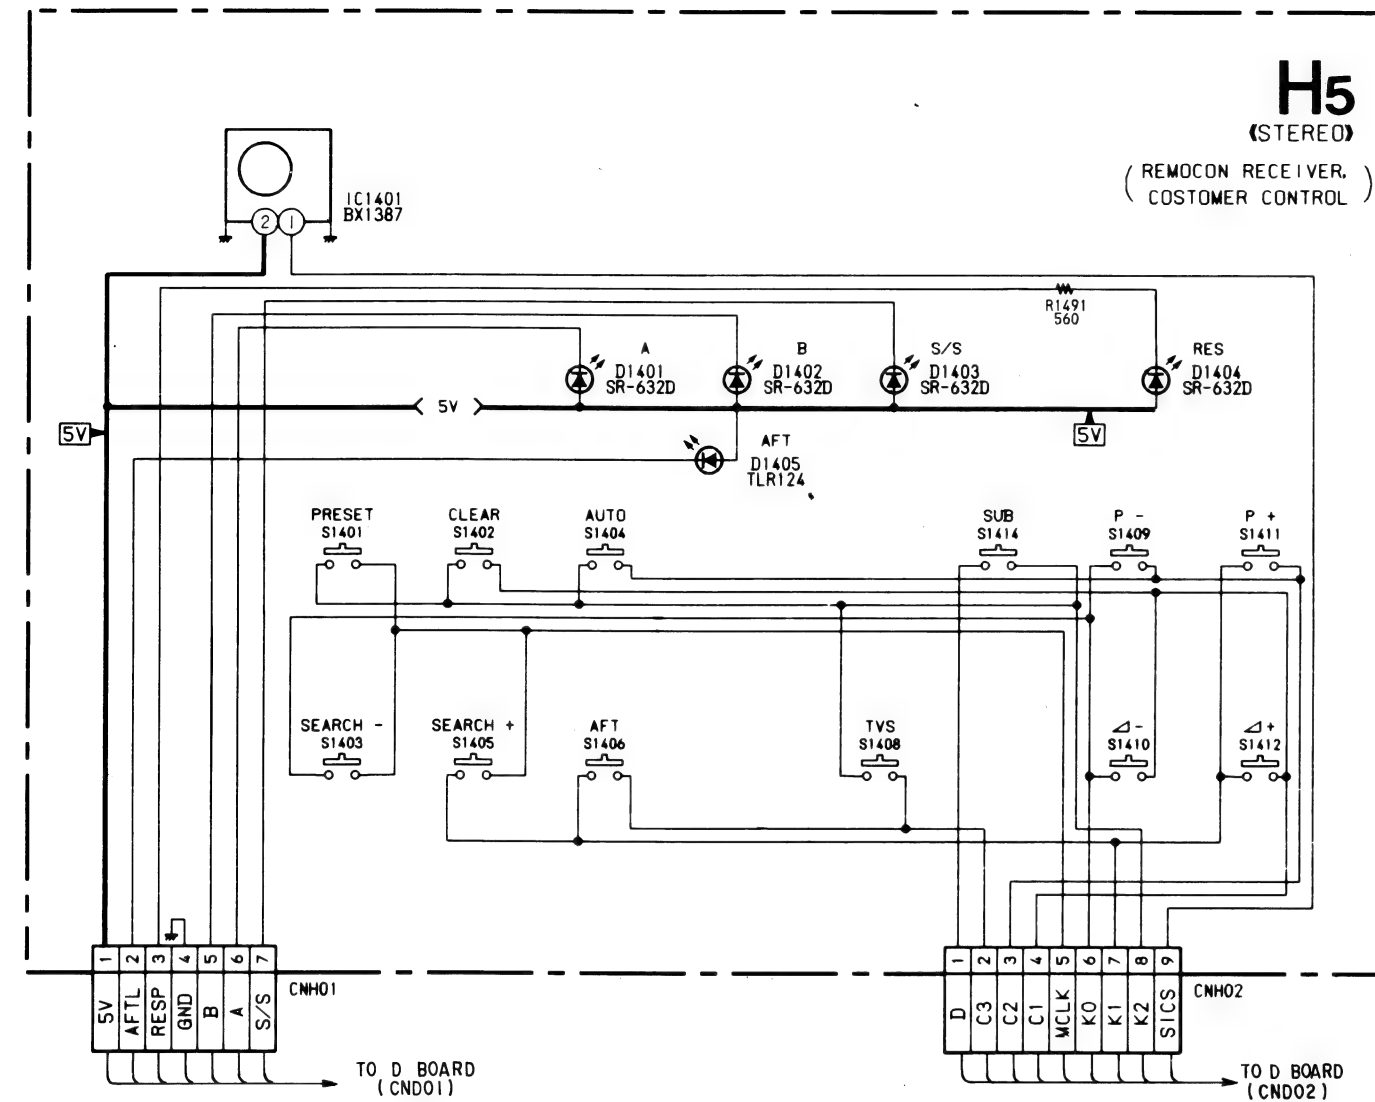 H5
(STEREO)
( REMOCON RECEIVER,
COSTOMER CONTROL )
IC1401
BX1387
2 1
R1491
560
A
D1401
SR-632D
B
D1402
SR-632D
S/S
D1403
SR-632D
RES
D1404
SR-632D
5V
5V
5V
AFT
D1405
TLR124
PRESET
S1401
CLEAR
S1402
AUTO
S1404
SUB
S1414
P -
S1409
P +
S1411
SEARCH -
S1403
SEARCH +
S1405
AFT
S1406
TVS
S1408
⊿ -
S1410
⊿ +
S1412
1 2 3 4 5 6 7
5V AFTL RESP GND B A S/S
CNH01
TO D BOARD
(CND01)
1 2 3 4 5 6 7 8 9
D C3 C2 C1 MCLK K0 K1 K2 SICS
CNH02
TO D BOARD
(CND02)